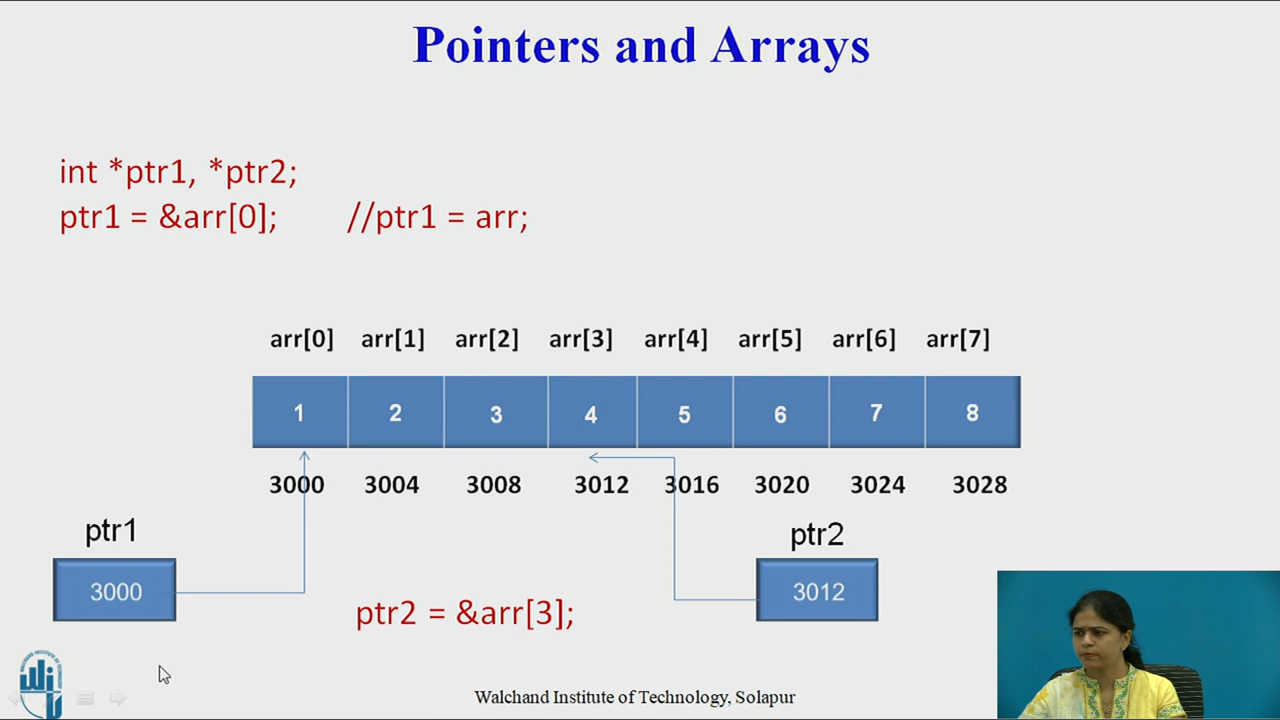 Pointers and Arrays
int *ptr1, *ptr2;
ptr1 = &arr[0]; //ptr1 = arr;
arr[0] arr[1] arr[2] arr[3] arr[4] arr[5] arr[6] arr[7]
1 2 3 4 5 6 7 8
3000 3004 3008 3012 3016 3020 3024 3028
ptr1
ptr2
3000
3012
ptr2 = &arr[3];
Walchand Institute of Technology, Solapur